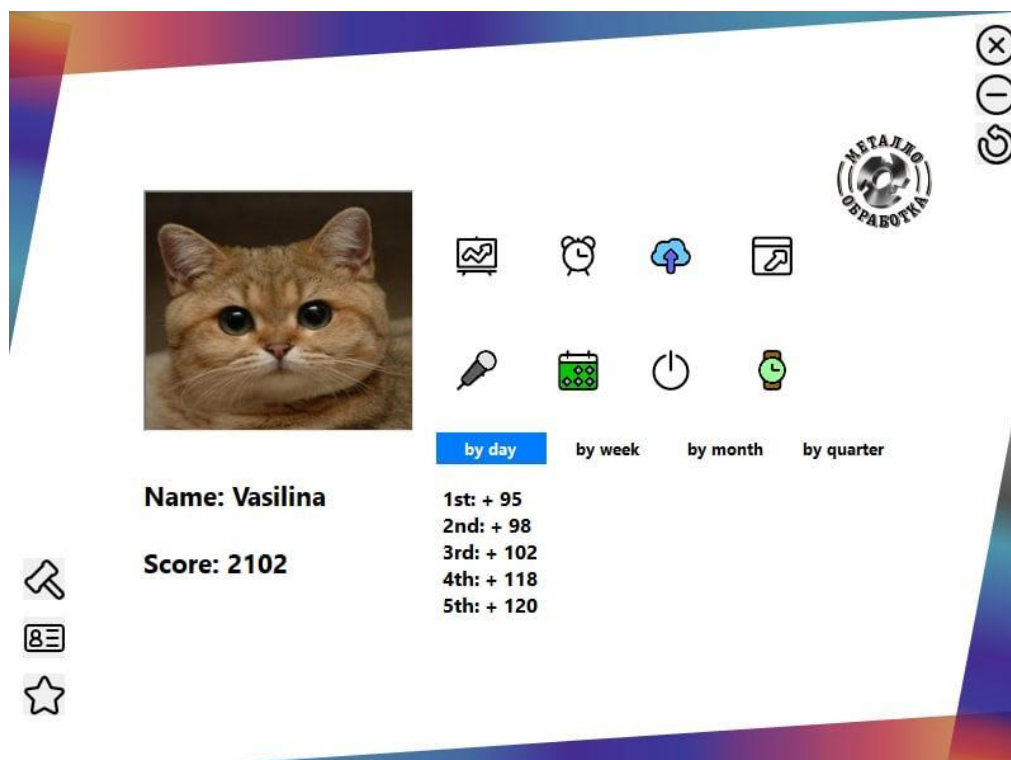 МЕТАЛЛО
ОБРАБОТКА
by day by week by month by quarter
Name: Vasilina
Score: 2102
1st: + 95
2nd: + 98
3rd: + 102
4th: + 118
5th: + 120